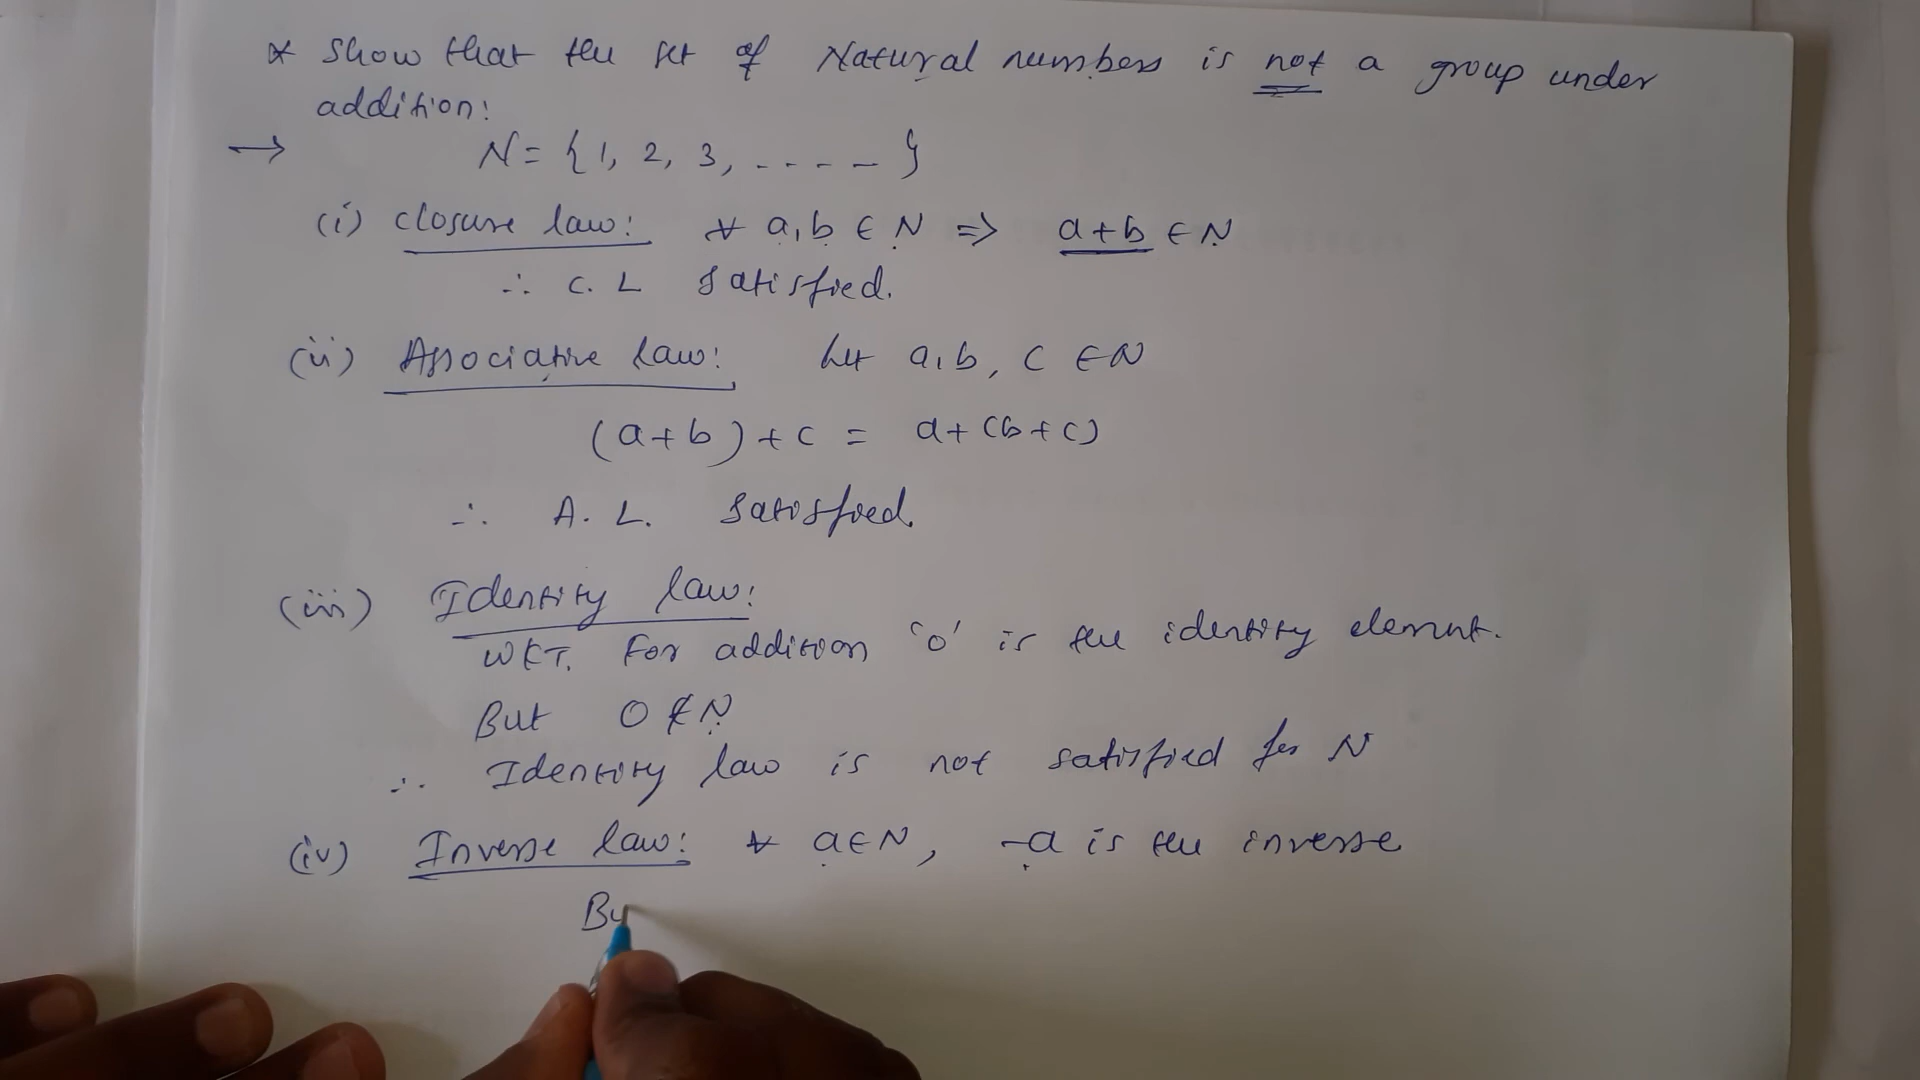 * Show that the set of Natural numbers is not a group under
addition:
→ N = {1, 2, 3, ----- }
(i) closure law: ∀ a, b ∈ N ⇒ a+b ∈ N
∴ C. L satisfied.
(ii) Associative law: Let a, b, c ∈ N
(a+b)+c = a+(b+c)
∴ A. L. satisfied.
(iii) Identity law:
WKT. For addition 'o' is the identity element.
But O ∉ N
∴ Identity law is not satisfied for N
(iv) Inverse law: ∀ a ∈ N, -a is the inverse
Bu